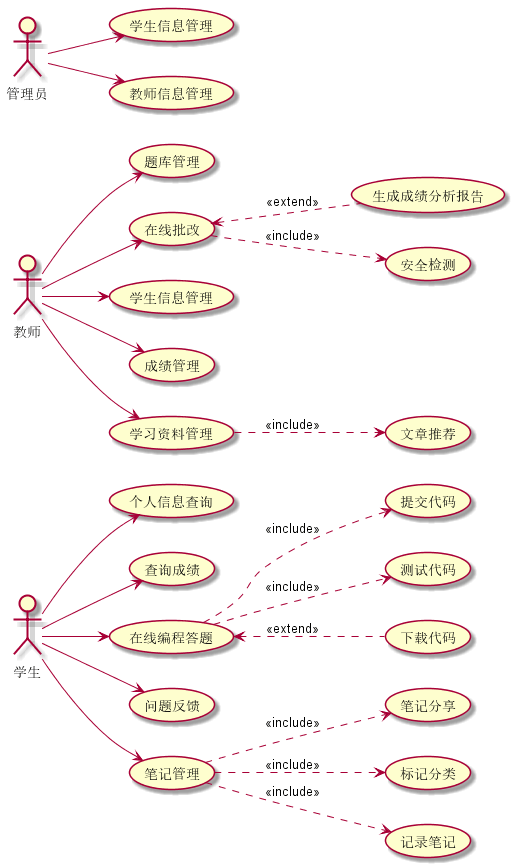 学生信息管理
管理员
教师信息管理
题库管理
«extend»
生成成绩分析报告
在线批改
«include»
安全检测
学生信息管理
教师
成绩管理
学习资料管理
«include»
文章推荐
个人信息查询
提交代码
«include»
查询成绩
测试代码
«include»
在线编程答题
«extend»
下载代码
学生
问题反馈
笔记分享
«include»
笔记管理
«include»
标记分类
«include»
记录笔记